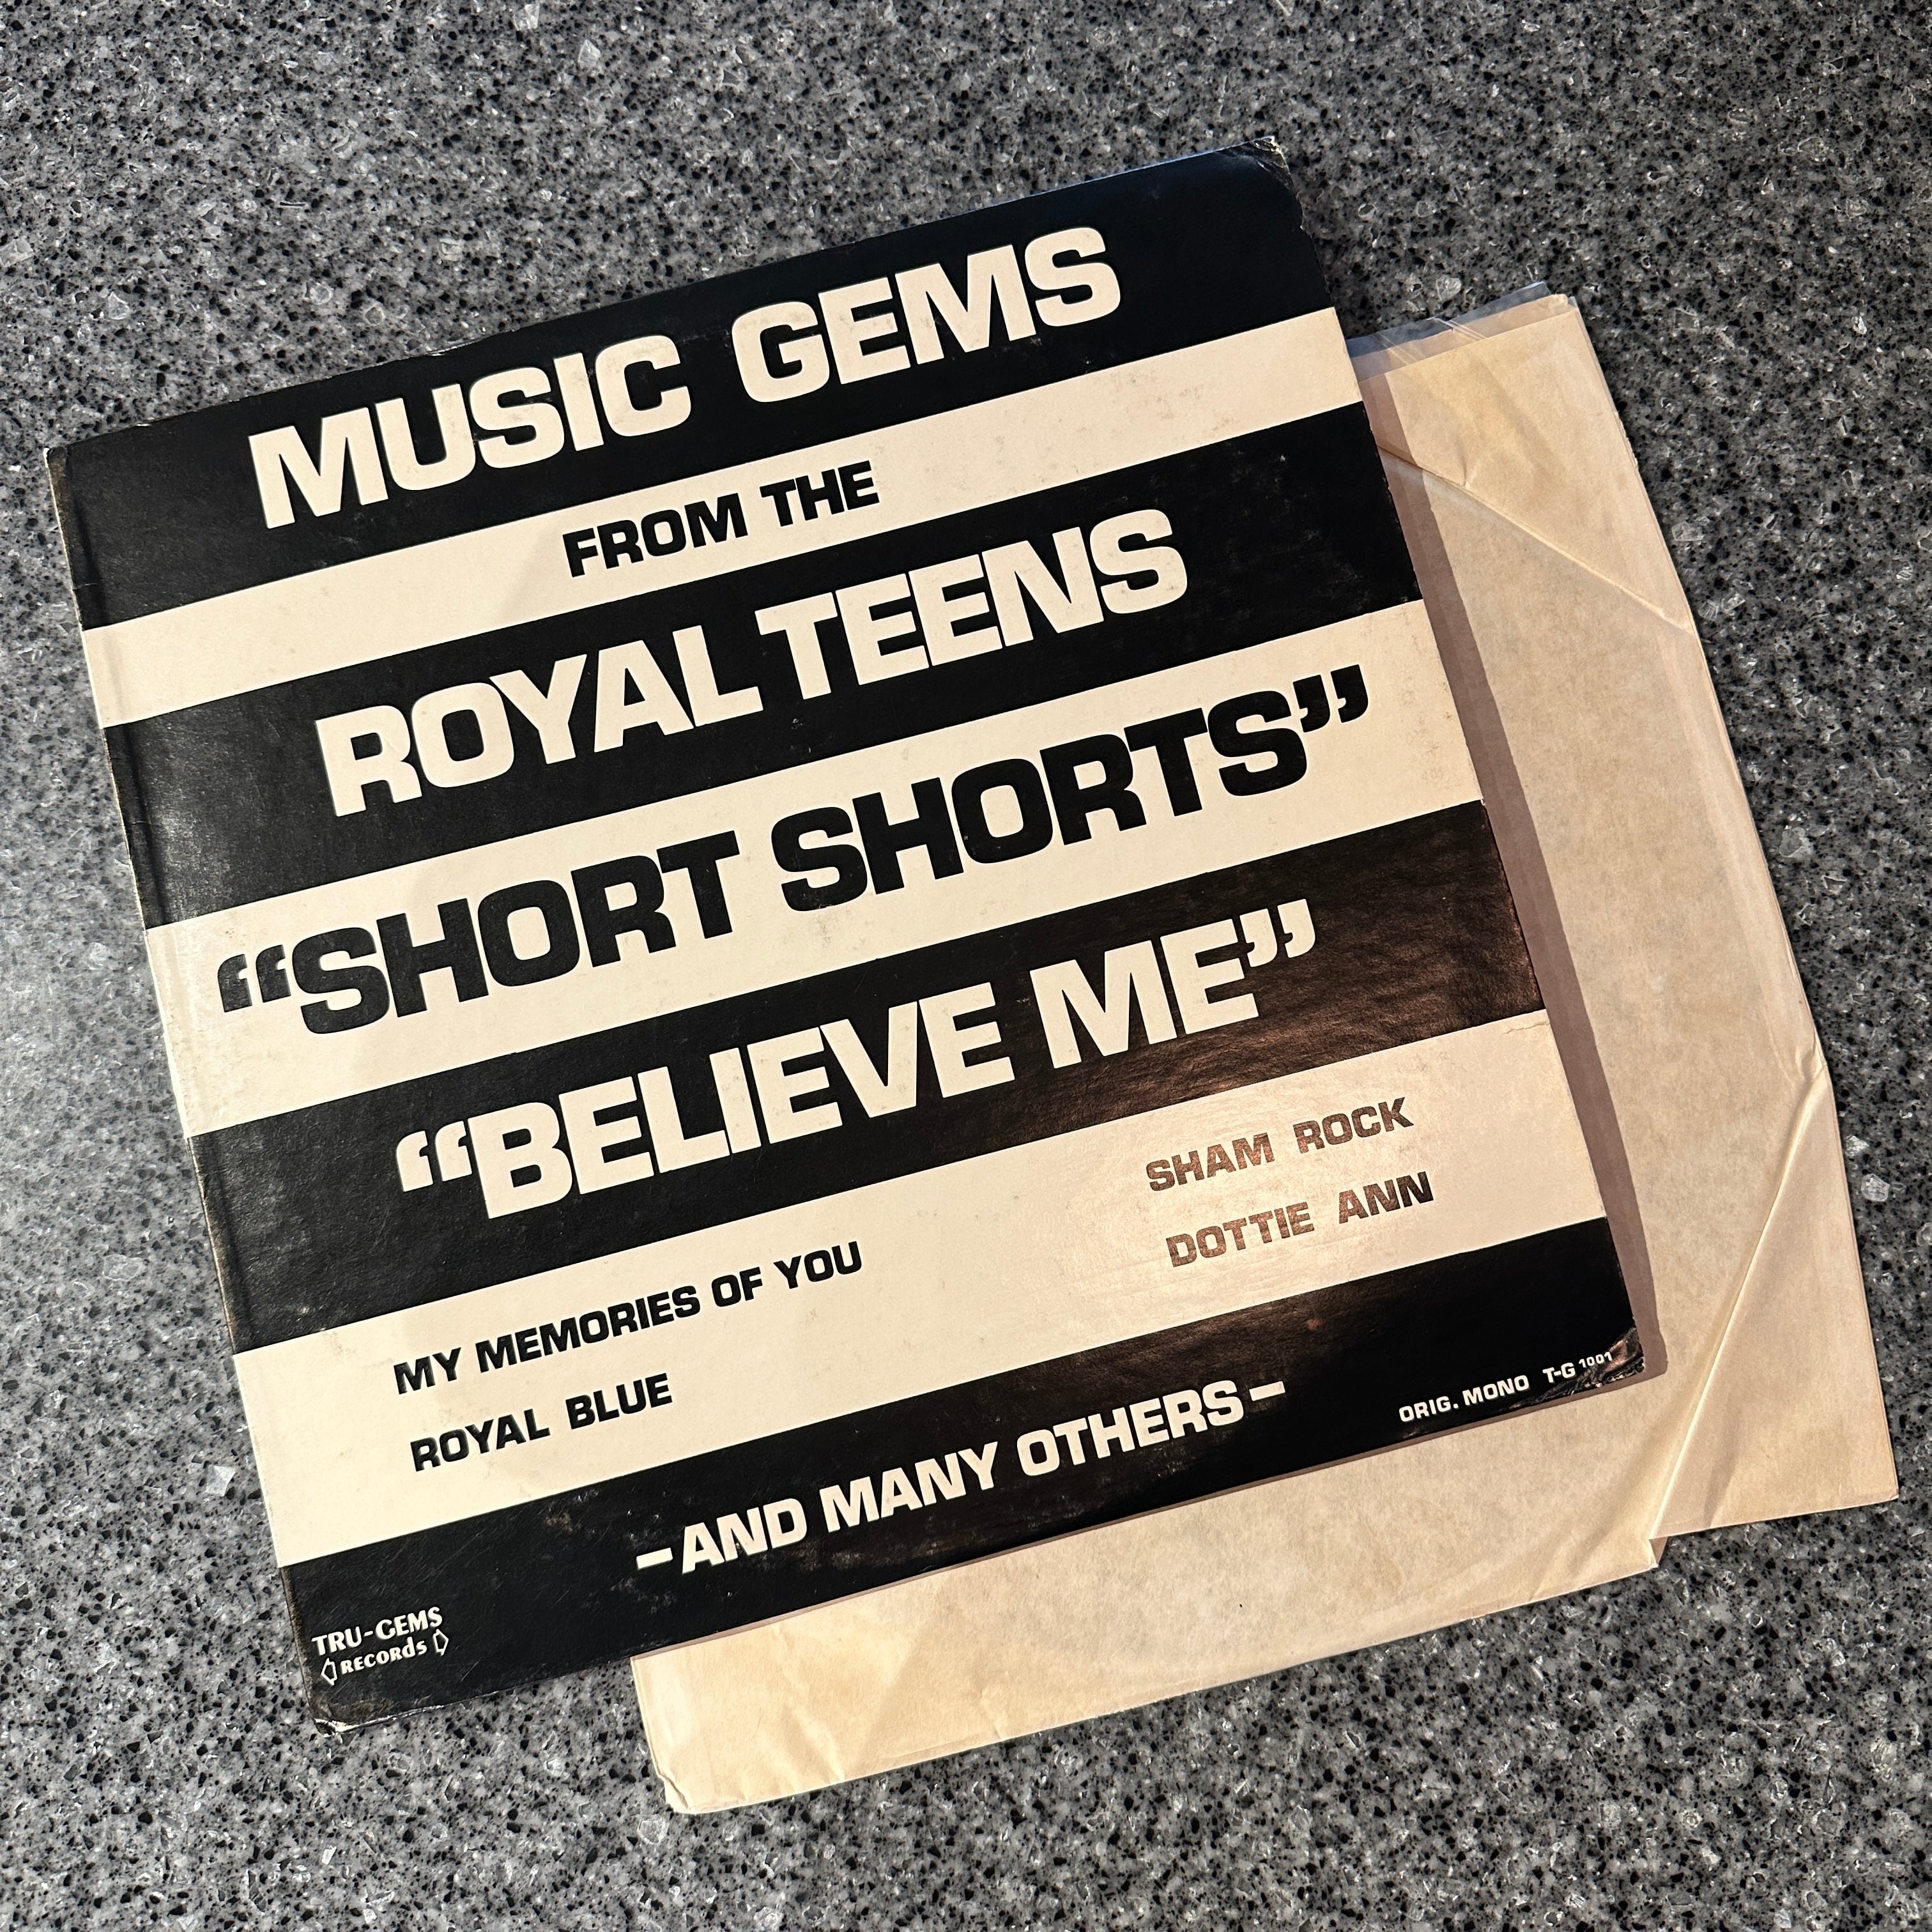 MUSIC GEMS
FROM THE
ROYAL TEENS
“SHORT SHORTS”
“BELIEVE ME”
MY MEMORIES OF YOU
ROYAL BLUE
SHAM ROCK
DOTTIE ANN
–AND MANY OTHERS–
TRU-GEMS
RECORdS
ORIG. MONO T-G 1001